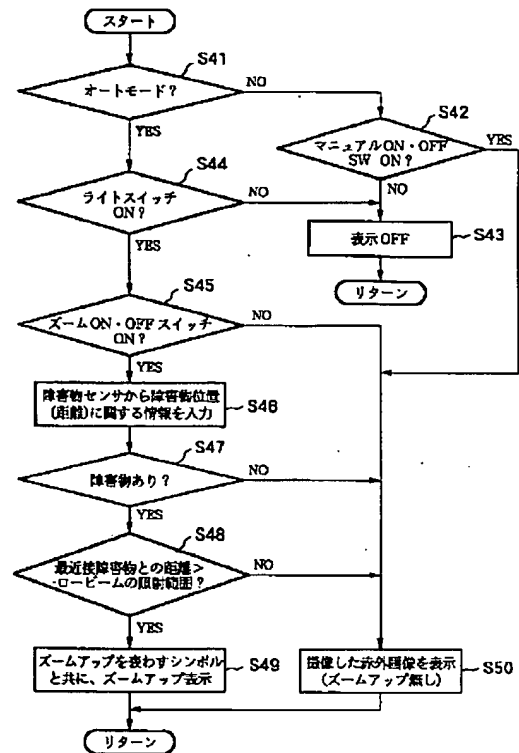 スタート
S41
オートモード?
NO
YES
S42
マニュアルON・OFF
SW ON?
YES
NO
S44
ライトスイッチ
ON?
NO
YES
表示OFF
S43
リターン
S45
ズームON・OFFスイッチ
ON?
NO
YES
障害物センサから障害物位置
(距離)に関する情報を入力
S46
S47
障害物あり?
NO
YES
S48
最近接障害物との距離>
ロービームの照射範囲?
NO
YES
ズームアップを表わすシンボル
と共に、ズームアップ表示
S49
撮像した赤外画像を表示
(ズームアップ無し)
S50
リターン